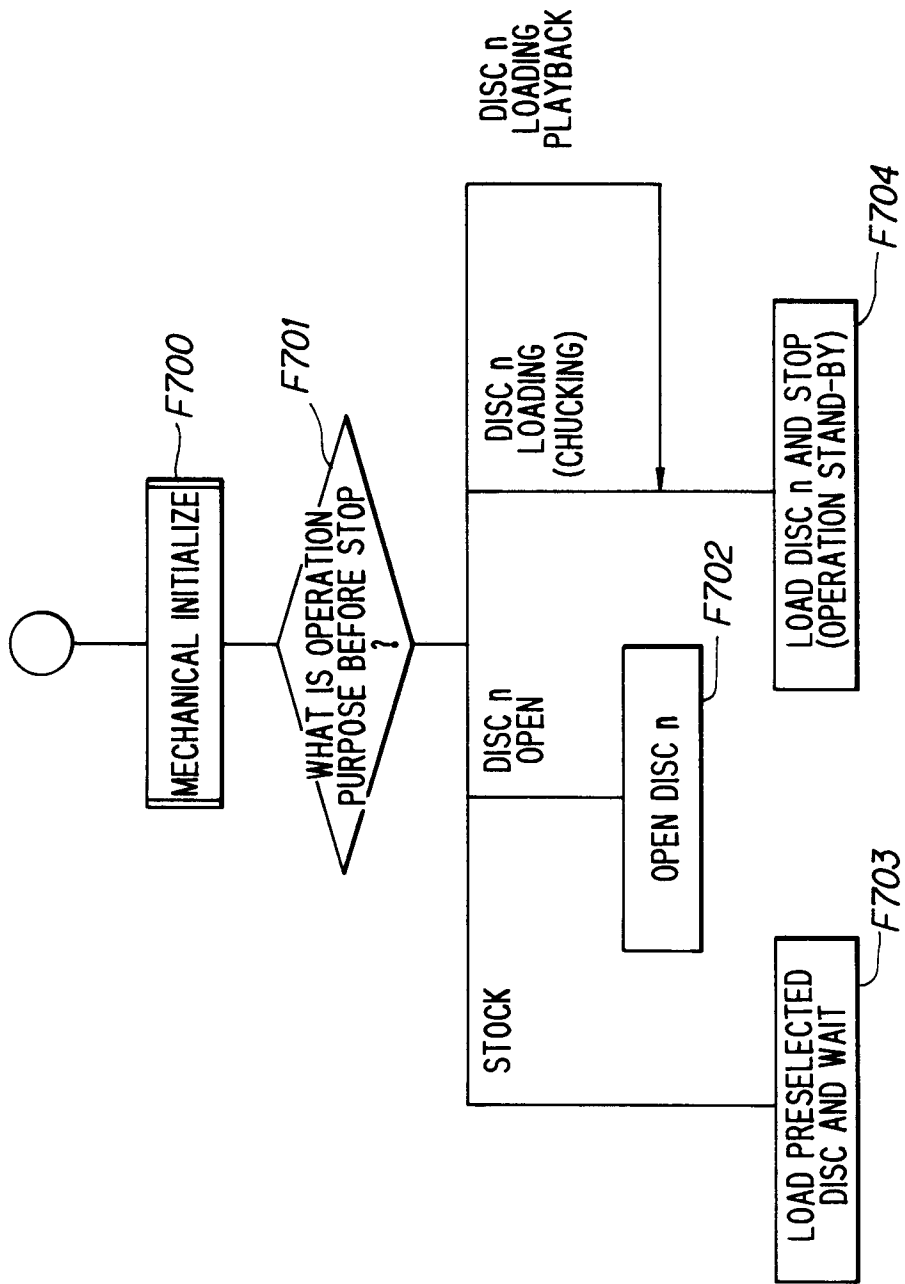 MECHANICAL INITIALIZE
F700
WHAT IS OPERATION
PURPOSE BEFORE STOP
?
F701
STOCK
DISC n
OPEN
DISC n
LOADING
(CHUCKING)
DISC n
LOADING
PLAYBACK
OPEN DISC n
F702
LOAD PRESELECTED
DISC AND WAIT
F703
LOAD DISC n AND STOP
(OPERATION STAND-BY)
F704